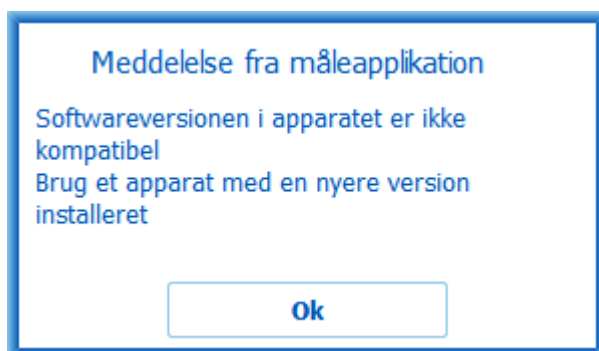 Meddelelse fra måleapplikation
Softwareversionen i apparatet er ikke
kompatibel
Brug et apparat med en nyere version
installeret
Ok